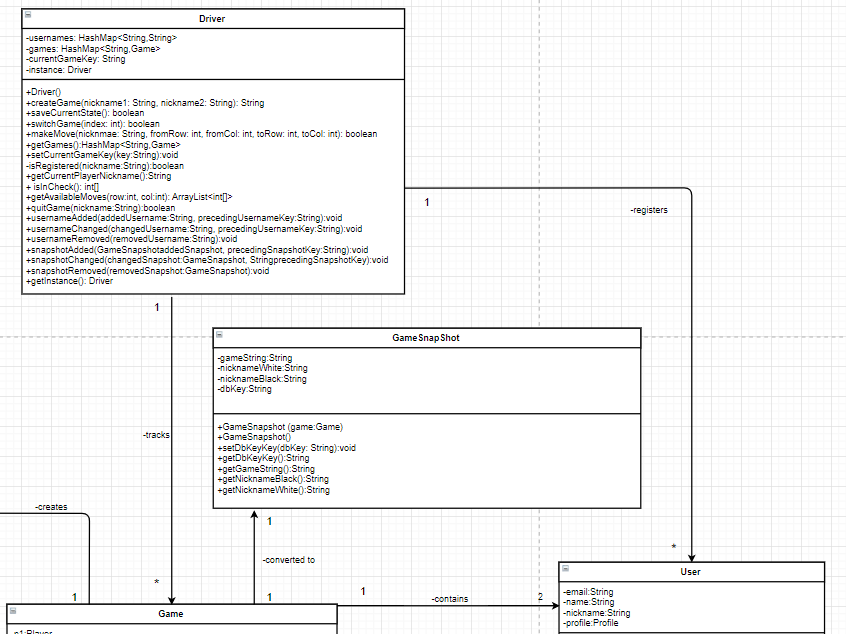 Driver
-usernames: HashMap<String,String>
-games: HashMap<String,Game>
-currentGameKey: String
-instance: Driver
+Driver()
+createGame(nickname1: String, nickname2: String): String
+saveCurrentState(): boolean
+switchGame(index: int): boolean
+makeMove(nicknmae: String, fromRow: int, fromCol: int, toRow: int, toCol: int): boolean
+getGames():HashMap<String,Game>
+setCurrentGameKey(key:String):void
-isRegistered(nickname:String):boolean
+getCurrentPlayerNickname():String
+ isInCheck(): int[]
+getAvailableMoves(row:int, col:int): ArrayList<int[]>
+quitGame(nickname:String):boolean
+usernameAdded(addedUsername:String, precedingUsernameKey:String):void
+usernameChanged(changedUsername:String, precedingUsernameKey:String):void
+usernameRemoved(removedUsername:String):void
+snapshotAdded(GameSnapshotaddedSnapshot, precedingSnapshotKey:String):void
+snapshotChanged(changedSnapshot:GameSnapshot, StringprecedingSnapshotKey):void
+snapshotRemoved(removedSnapshot:GameSnapshot):void
+getInstance(): Driver
1
-registers
1
GameSnapShot
-gameString:String
-nicknameWhite:String
-nicknameBlack:String
-dbKey:String
+GameSnapshot (game:Game)
+GameSnapshot()
+setDbKeyKey(dbKey: String):void
+getDbKeyKey():String
+getGameString():String
+getNicknameBlack():String
+getNicknameWhite():String
-tracks
-creates
1
*
-converted to
*
1
1
1
-contains
2
User
-email:String
-name:String
-nickname:String
-profile:Profile
Game
-p1:Player